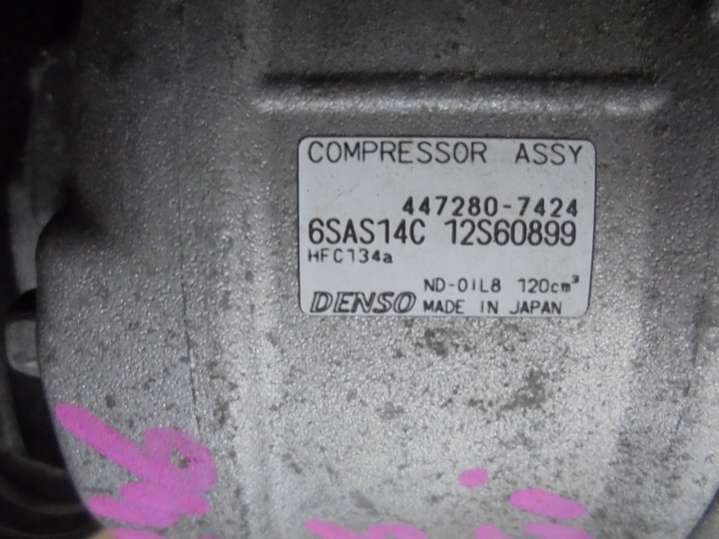 COMPRESSOR ASSY
447280-7424
6SAS14C 12S60899
HFC134a
ND-OIL8 120cm³
DENSO MADE IN JAPAN